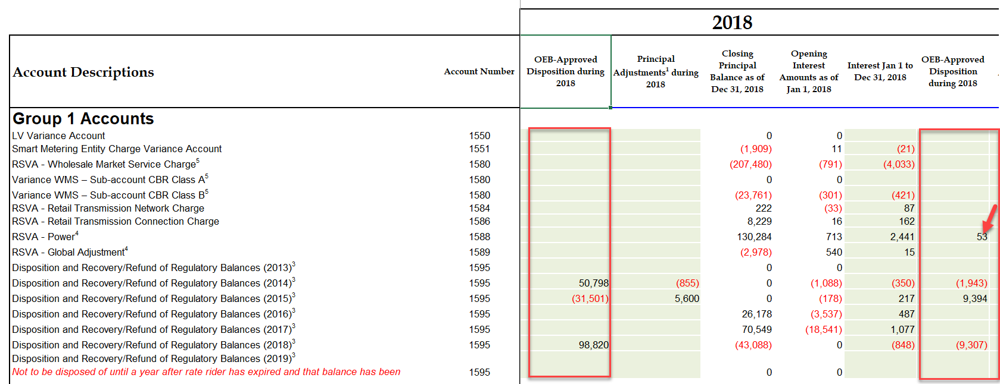 2018
Account Descriptions Account Number OEB-Approved Disposition during 2018 Principal Adjustments¹ during 2018 Closing Principal Balance as of Dec 31, 2018 Opening Interest Amounts as of Jan 1, 2018 Interest Jan 1 to Dec 31, 2018 OEB-Approved Disposition during 2018
Group 1 Accounts
LV Variance Account 1550 0 0
Smart Metering Entity Charge Variance Account 1551 (1,909) 11 (21)
RSVA - Wholesale Market Service Charge⁵ 1580 (207,480) (791) (4,033)
Variance WMS – Sub-account CBR Class A⁵ 1580 0 0
Variance WMS – Sub-account CBR Class B⁵ 1580 (23,761) (301) (421)
RSVA - Retail Transmission Network Charge 1584 222 (33) 87
RSVA - Retail Transmission Connection Charge 1586 8,229 16 162
RSVA - Power⁴ 1588 130,284 713 2,441 53
RSVA - Global Adjustment⁴ 1589 (2,978) 540 15
Disposition and Recovery/Refund of Regulatory Balances (2013)³ 1595 0 0
Disposition and Recovery/Refund of Regulatory Balances (2014)³ 1595 50,798 (855) 0 (1,088) (350) (1,943)
Disposition and Recovery/Refund of Regulatory Balances (2015)³ 1595 (31,501) 5,600 0 (178) 217 9,394
Disposition and Recovery/Refund of Regulatory Balances (2016)³ 1595 26,178 (3,537) 487
Disposition and Recovery/Refund of Regulatory Balances (2017)³ 1595 70,549 (18,541) 1,077
Disposition and Recovery/Refund of Regulatory Balances (2018)³ 1595 98,820 (43,088) 0 (848) (9,307)
Disposition and Recovery/Refund of Regulatory Balances (2019)³
Not to be disposed of until a year after rate rider has expired and that balance has been 1595 0 0